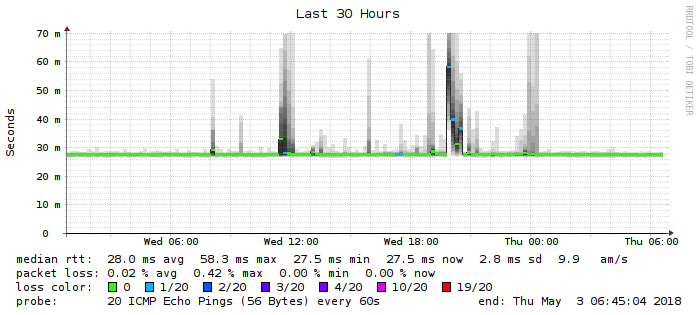 Last 30 Hours
RRDTOOL / TOBI OETIKER
Seconds
70 m
60 m
50 m
40 m
30 m
20 m
10 m
0
Wed 06:00 Wed 12:00 Wed 18:00 Thu 00:00 Thu 06:00
median rtt: 28.0 ms avg 58.3 ms max 27.5 ms min 27.5 ms now 2.8 ms sd 9.9 am/s
packet loss: 0.02 % avg 0.42 % max 0.00 % min 0.00 % now
loss color: 0 1/20 2/20 3/20 4/20 10/20 19/20
probe: 20 ICMP Echo Pings (56 Bytes) every 60s end: Thu May 3 06:45:04 2018